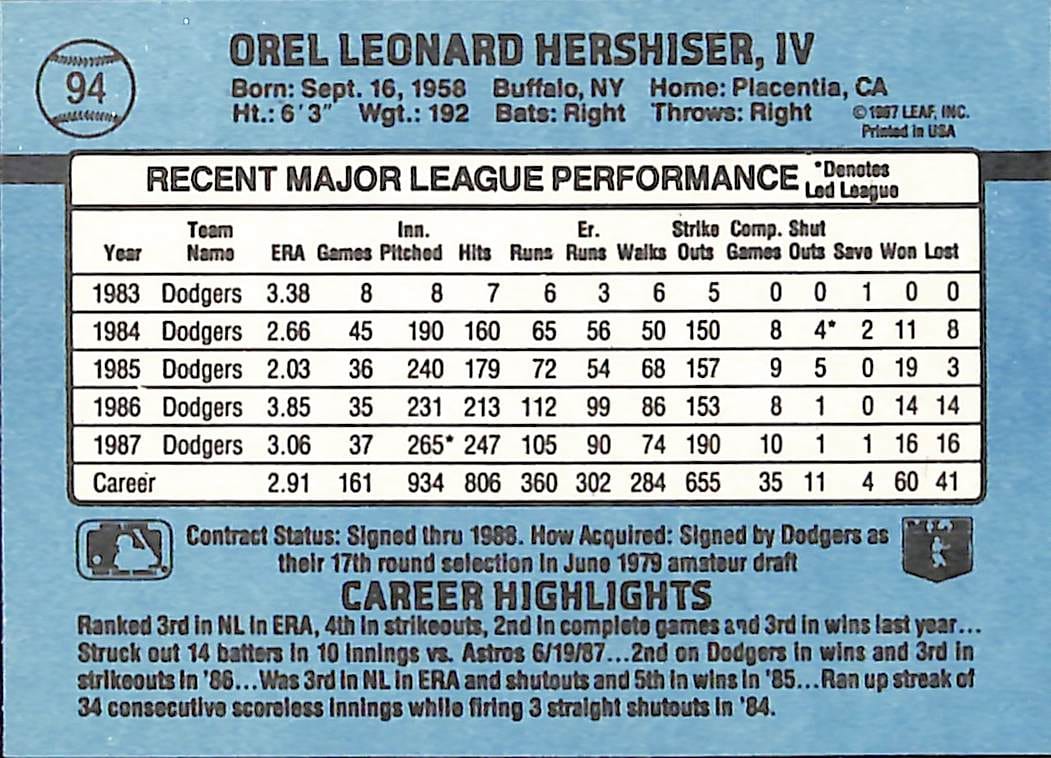 94
OREL LEONARD HERSHISER, IV
Born: Sept. 16, 1958 Buffalo, NY Home: Placentia, CA
Ht.: 6'3" Wgt.: 192 Bats: Right Throws: Right
©1987 LEAF, INC.
Printed in USA
RECENT MAJOR LEAGUE PERFORMANCE *Denotes Led League
Year Team Name ERA Games Inn. Pitched Hits Runs Er. Runs Walks Strike Outs Comp. Games Shut Outs Save Won Lost
1983 Dodgers 3.38 8 8 7 6 3 6 5 0 0 1 0 0
1984 Dodgers 2.66 45 190 160 65 56 50 150 8 4* 2 11 8
1985 Dodgers 2.03 36 240 179 72 54 68 157 9 5 0 19 3
1986 Dodgers 3.85 35 231 213 112 99 86 153 8 1 0 14 14
1987 Dodgers 3.06 37 265* 247 105 90 74 190 10 1 1 16 16
Career 2.91 161 934 806 360 302 284 655 35 11 4 60 41
Contract Status: Signed thru 1988. How Acquired: Signed by Dodgers as
their 17th round selection in June 1979 amateur draft
CAREER HIGHLIGHTS
Ranked 3rd in NL in ERA, 4th in strikeouts, 2nd in complete games and 3rd in wins last year...
Struck out 14 batters in 10 innings vs. Astros 6/19/87...2nd on Dodgers in wins and 3rd in
strikeouts in '86...Was 3rd in NL in ERA and shutouts and 5th in wins in '85...Ran up streak of
34 consecutive scoreless innings while firing 3 straight shutouts in '84.